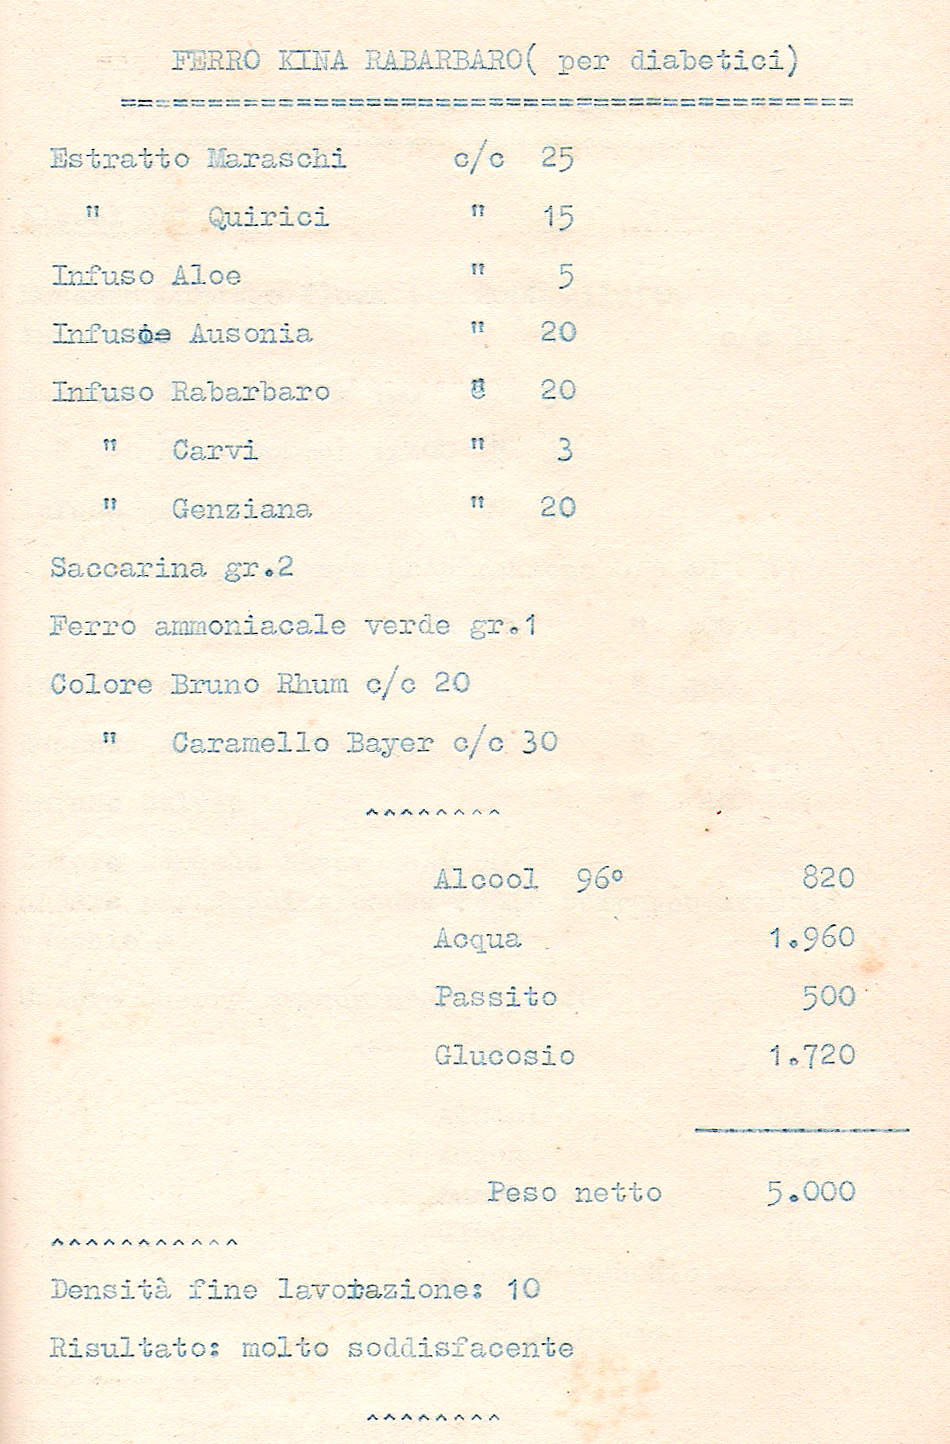 FERRO KINA RABARBARO( per diabetici)
==========================================
Estratto Maraschi c/c 25
" Quirici " 15
Infuso Aloe " 5
Infuso Ausonia " 20
Infuso Rabarbaro " 20
" Carvi " 3
" Genziana " 20
Saccarina gr.2
Ferro ammoniacale verde gr.1
Colore Bruno Rhum c/c 20
" Caramello Bayer c/c 30
^^^^^^^^
Alcool 96° 820
Acqua 1.960
Passito 500
Glucosio 1.720
Peso netto 5.000
^^^^^^^^^^^
Densità fine lavorazione: 10
Risultato: molto soddisfacente
^^^^^^^^